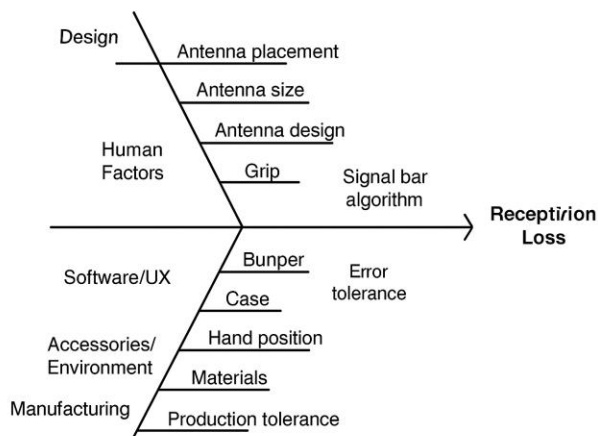 Design
Antenna placement
Antenna size
Antenna design
Human
Factors
Grip
Signal bar
algorithm
Receptirion
Loss
Software/UX
Bunper
Error
tolerance
Case
Accessories/
Environment
Hand position
Materials
Manufacturing
Production tolerance